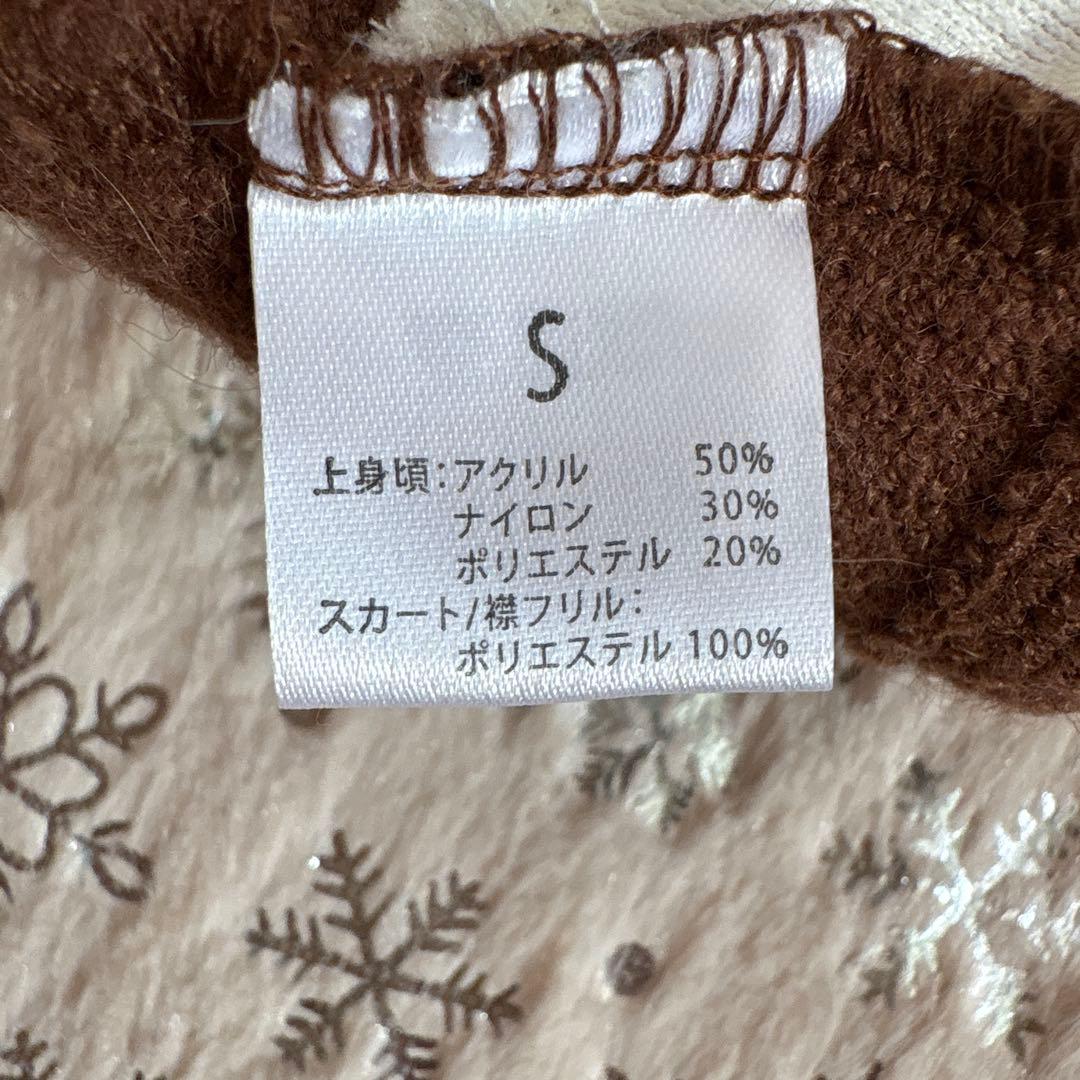 S
上身頃:アクリル 50%
ナイロン 30%
ポリエステル 20%
スカート/襟フリル:
ポリエステル 100%